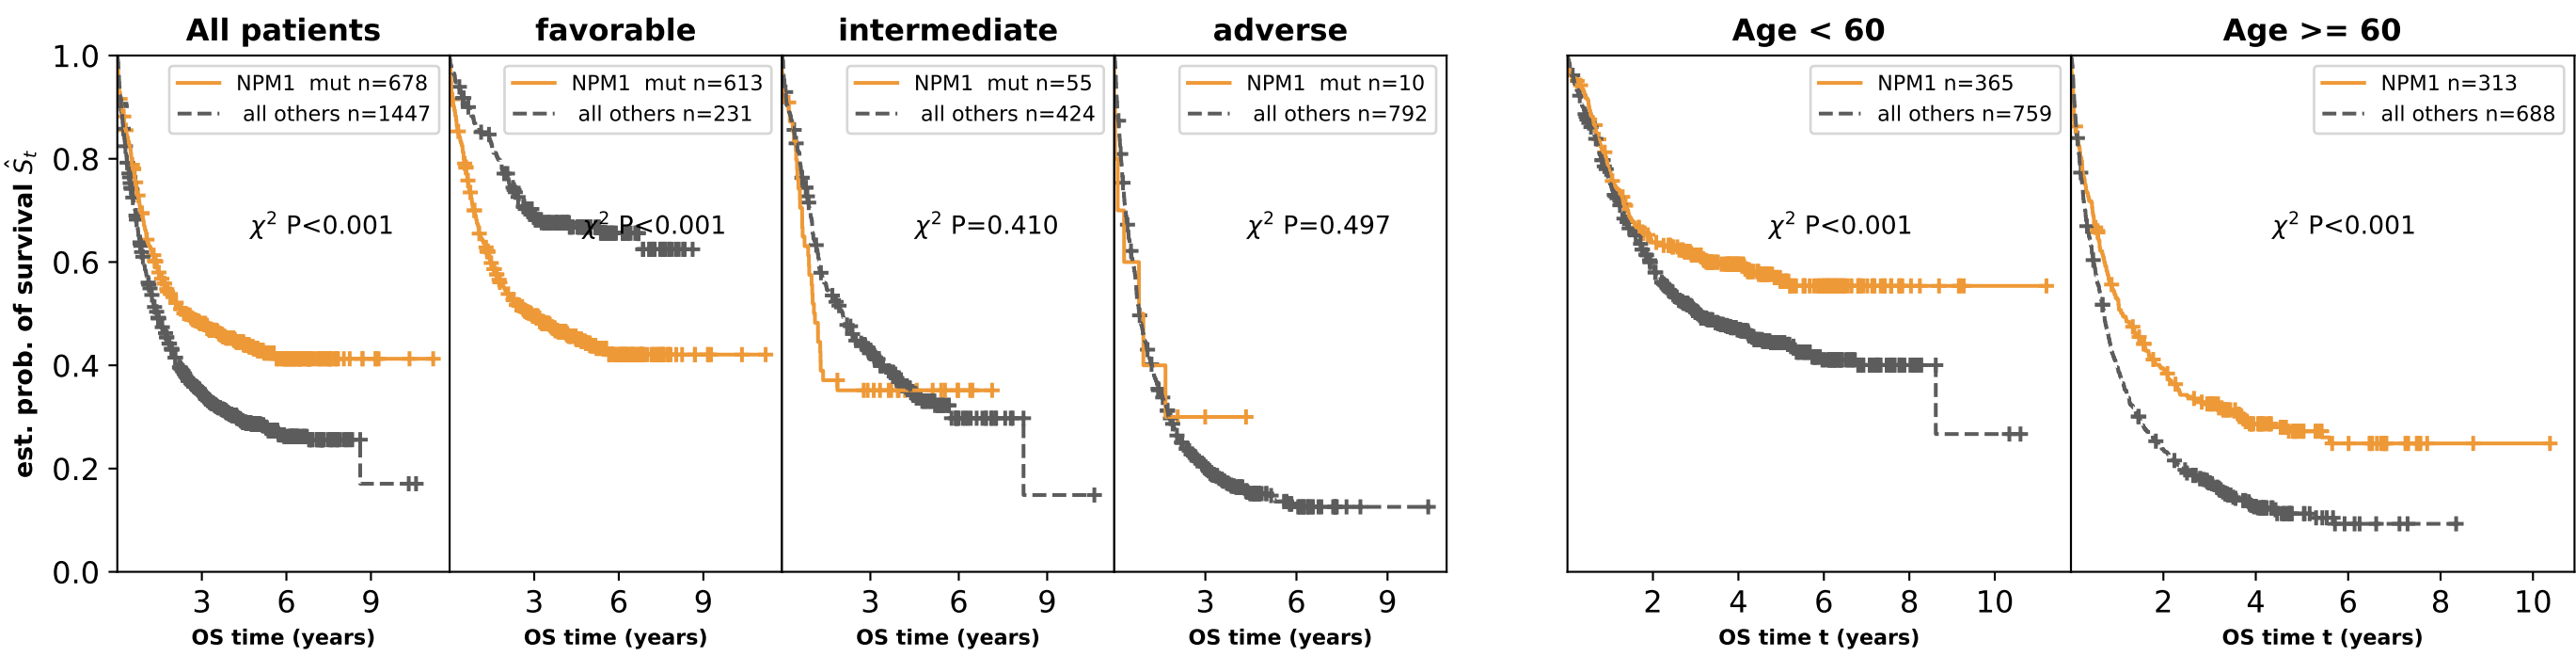 All patients
favorable
intermediate
adverse
Age < 60
Age >= 60
NPM1 mut n=678
all others n=1447
NPM1 mut n=613
all others n=231
NPM1 mut n=55
all others n=424
NPM1 mut n=10
all others n=792
NPM1 n=365
all others n=759
NPM1 n=313
all others n=688
χ² P<0.001
χ² P<0.001
χ² P=0.410
χ² P=0.497
χ² P<0.001
χ² P<0.001
est. prob. of survival Ŝₜ
1.0
0.8
0.6
0.4
0.2
0.0
3 6 9
3 6 9
3 6 9
3 6 9
2 4 6 8 10
2 4 6 8 10
OS time (years)
OS time (years)
OS time (years)
OS time (years)
OS time t (years)
OS time t (years)